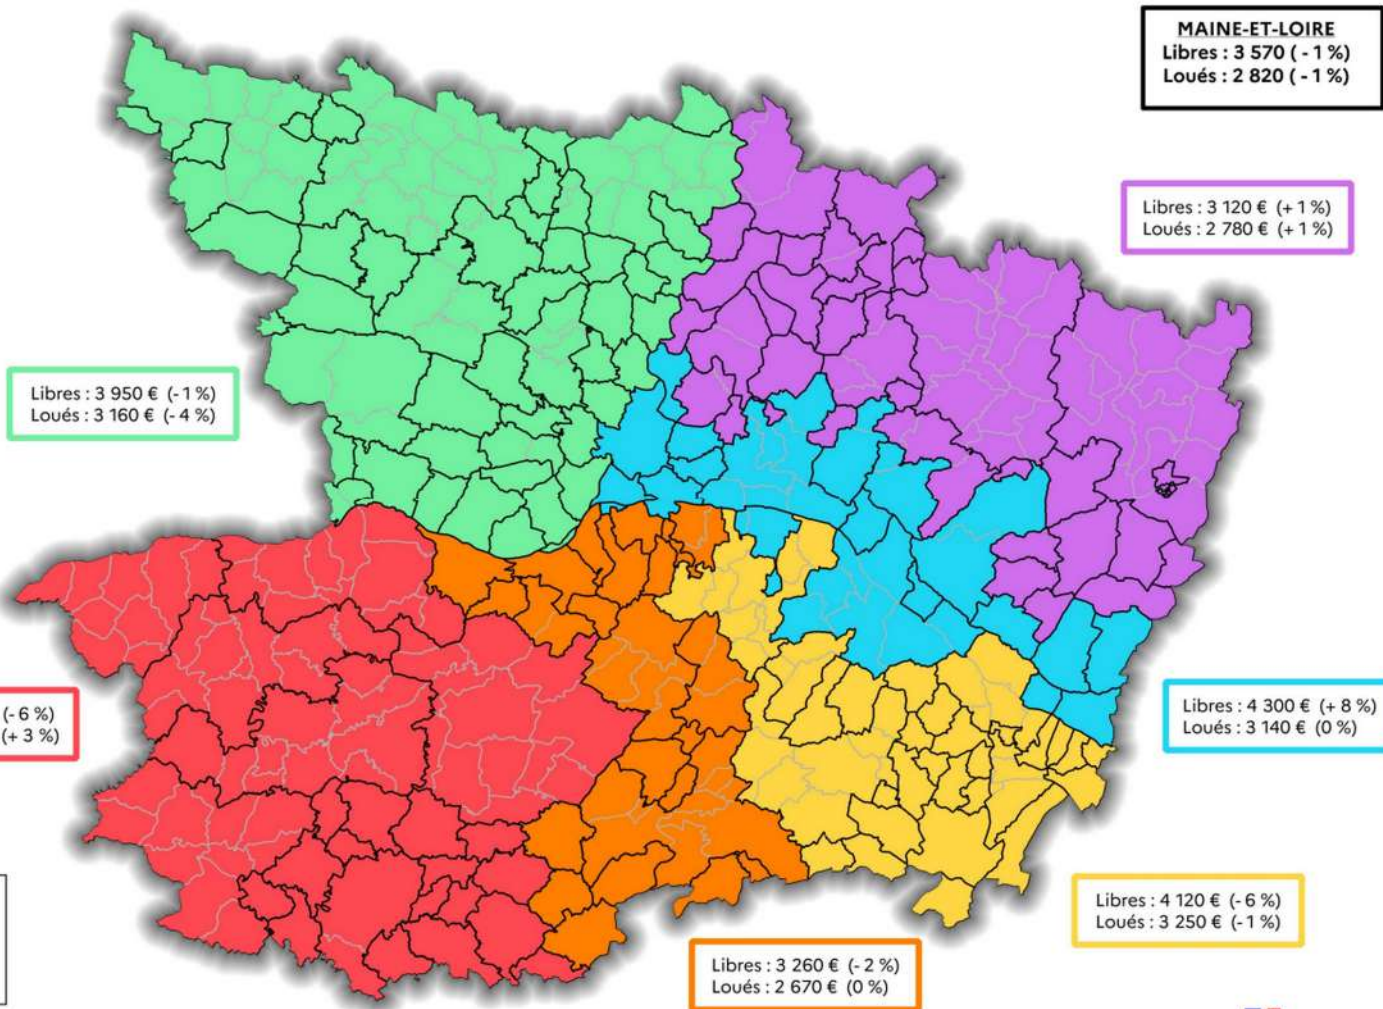 MAINE-ET-LOIRE
Libres : 3 570 ( - 1 %)
Loués : 2 820 ( - 1 %)
Libres : 3 120 € (+ 1 %)
Loués : 2 780 € (+ 1 %)
Libres : 3 950 € (- 1 %)
Loués : 3 160 € (- 4 %)
(- 6 %)
(+ 3 %)
Libres : 4 300 € (+ 8 %)
Loués : 3 140 € (0 %)
Libres : 4 120 € (- 6 %)
Loués : 3 250 € (- 1 %)
Libres : 3 260 € (- 2 %)
Loués : 2 670 € (0 %)